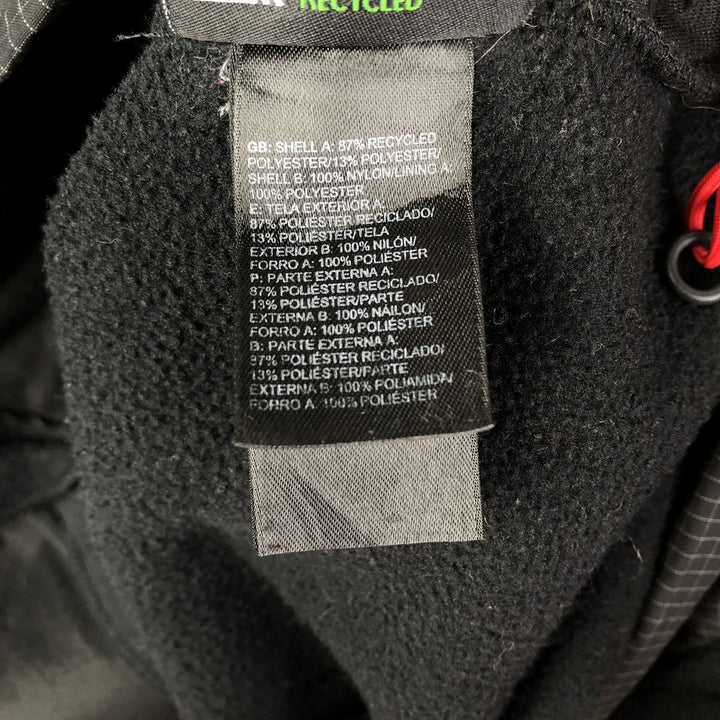 RECYCLED
GB: SHELL A: 87% RECYCLED
POLYESTER/13% POLYESTER/
SHELL B: 100% NYLON/LINING A:
100% POLYESTER
E: TELA EXTERIOR A:
87% POLIÉSTER RECICLADO/
13% POLIÉSTER/TELA
EXTERIOR B: 100% NILÓN/
FORRO A: 100% POLIÉSTER
P: PARTE EXTERNA A:
87% POLIÉSTER RECICLADO/
13% POLIÉSTER/PARTE
EXTERNA B: 100% NÁILON/
FORRO A: 100% POLIÉSTER
B: PARTE EXTERNA A:
87% POLIÉSTER RECICLADO/
13% POLIÉSTER/PARTE
EXTERNA B: 100% POLIAMIDA/
FORRO A: 100% POLIÉSTER